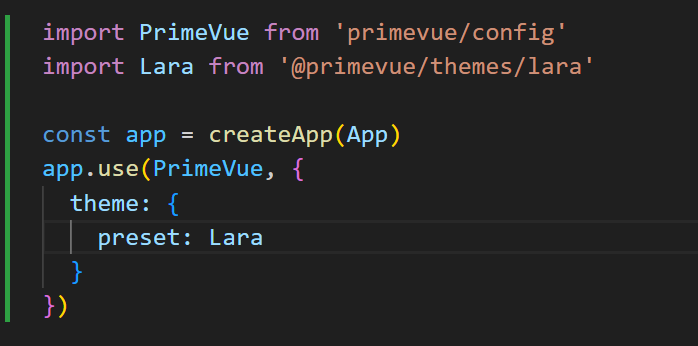 import PrimeVue from 'primevue/config'
import Lara from '@primevue/themes/lara'
const app = createApp(App)
app.use(PrimeVue, {
theme: {
preset: Lara
}
})